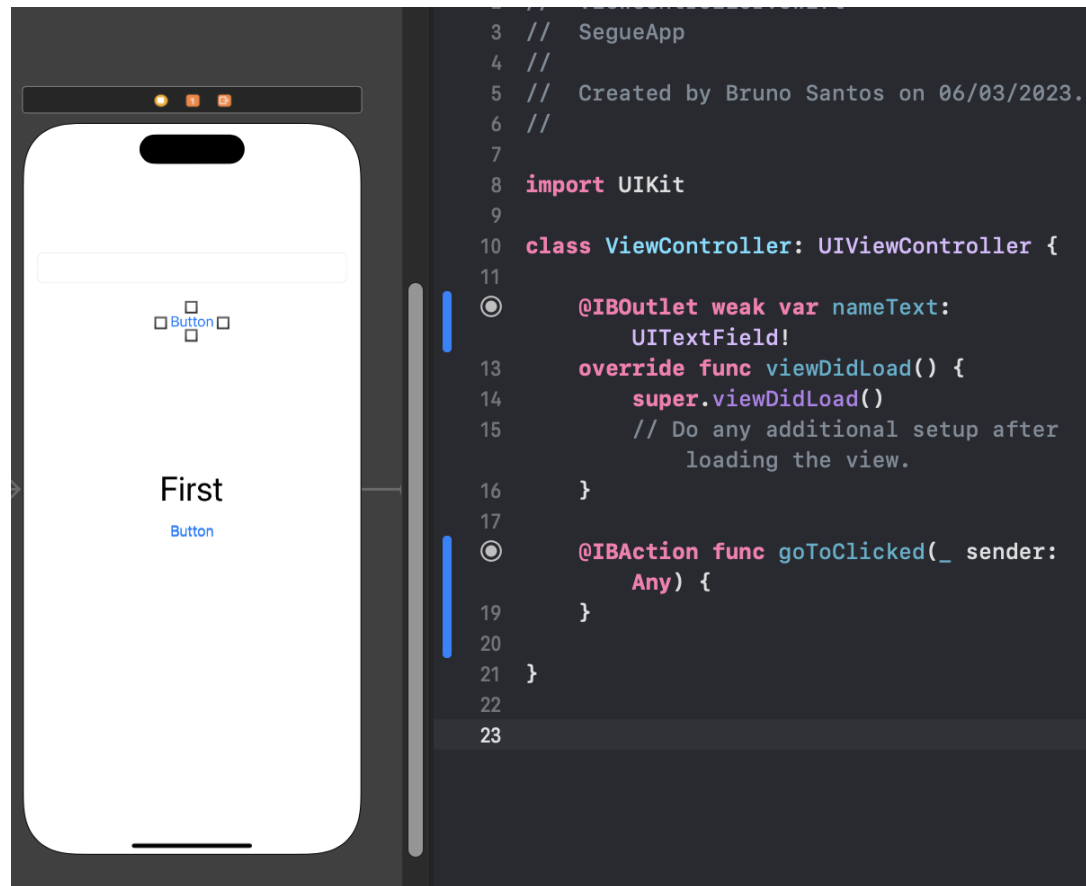 Button
First
Button
3 // SegueApp
4 //
5 // Created by Bruno Santos on 06/03/2023.
6 //
7
8 import UIKit
9
10 class ViewController: UIViewController {
11
@IBOutlet weak var nameText:
UITextField!
13 override func viewDidLoad() {
14 super.viewDidLoad()
15 // Do any additional setup after
loading the view.
16 }
17
@IBAction func goToClicked(_ sender:
Any) {
19 }
20
21 }
22
23